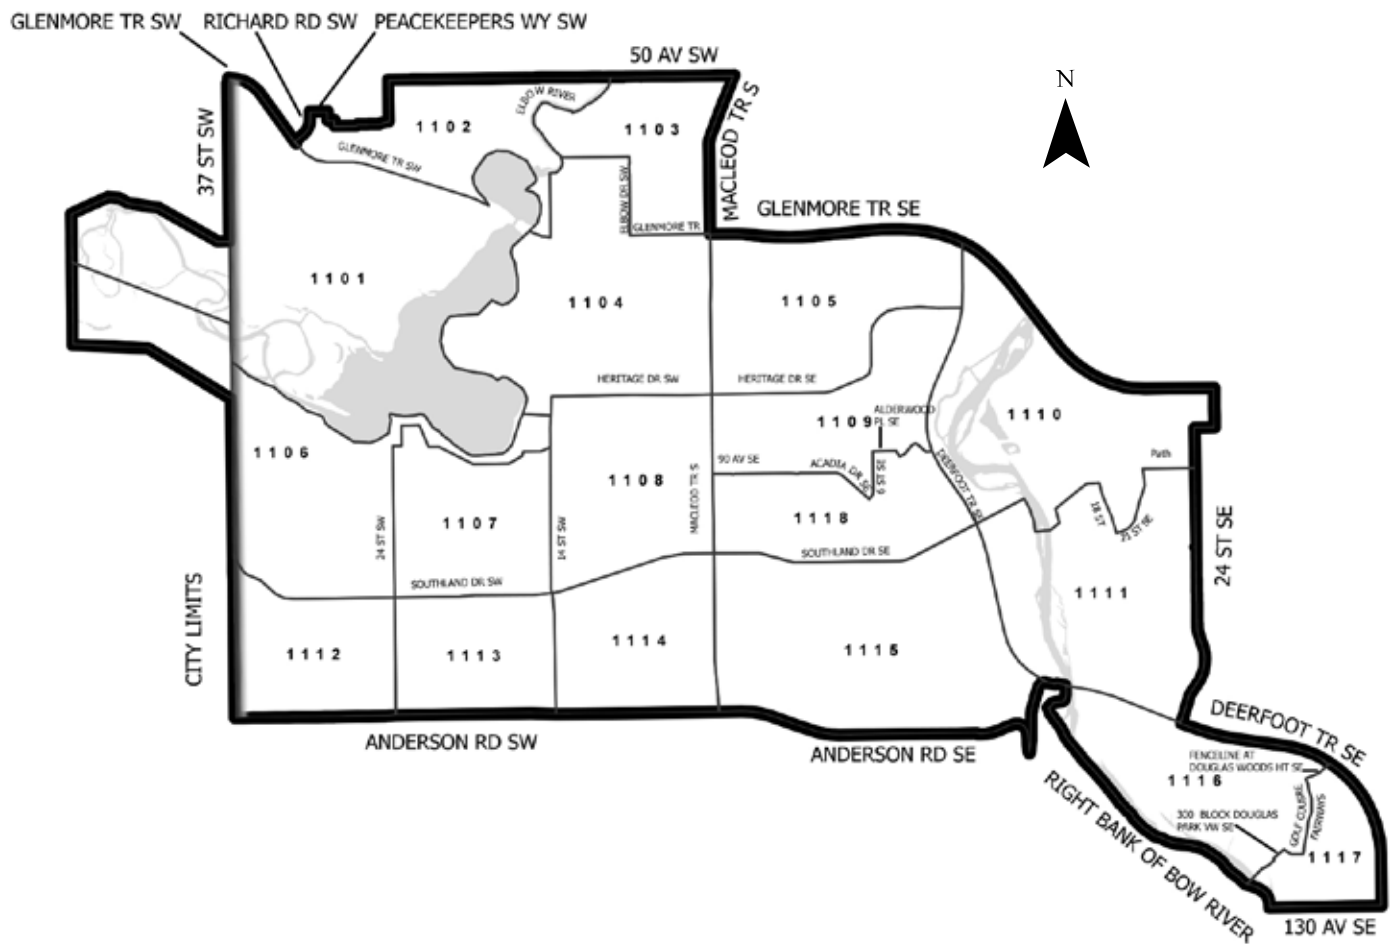 GLENMORE TR SW
RICHARD RD SW
PEACEKEEPERS WY SW
50 AV SW
N
37 ST SW
MACLEOD TR S
ELBOW RIVER
1102
1103
GLENMORE TR SW
ELBOW DR SW
GLENMORE TR
GLENMORE TR SE
1101
1104
1105
HERITAGE DR SW
HERITAGE DR SE
1109
ALDERWOOD
PL SE
1110
1106
90 AV SE
ACADIA DR SE
6 ST SE
DEERFOOT TR SE
Path
1108
MACLEOD TR S
1107
24 ST SW
14 ST SW
1118
18 ST
21 ST SE
24 ST SE
SOUTHLAND DR SW
SOUTHLAND DR SE
1111
CITY LIMITS
1112
1113
1114
1115
ANDERSON RD SW
ANDERSON RD SE
DEERFOOT TR SE
FENCELINE AT
DOUGLAS WOODS HT SE
1116
300 BLOCK DOUGLAS
PARK VW SE
GOLF COURSE
FAIRWAYS
1117
RIGHT BANK OF BOW RIVER
130 AV SE